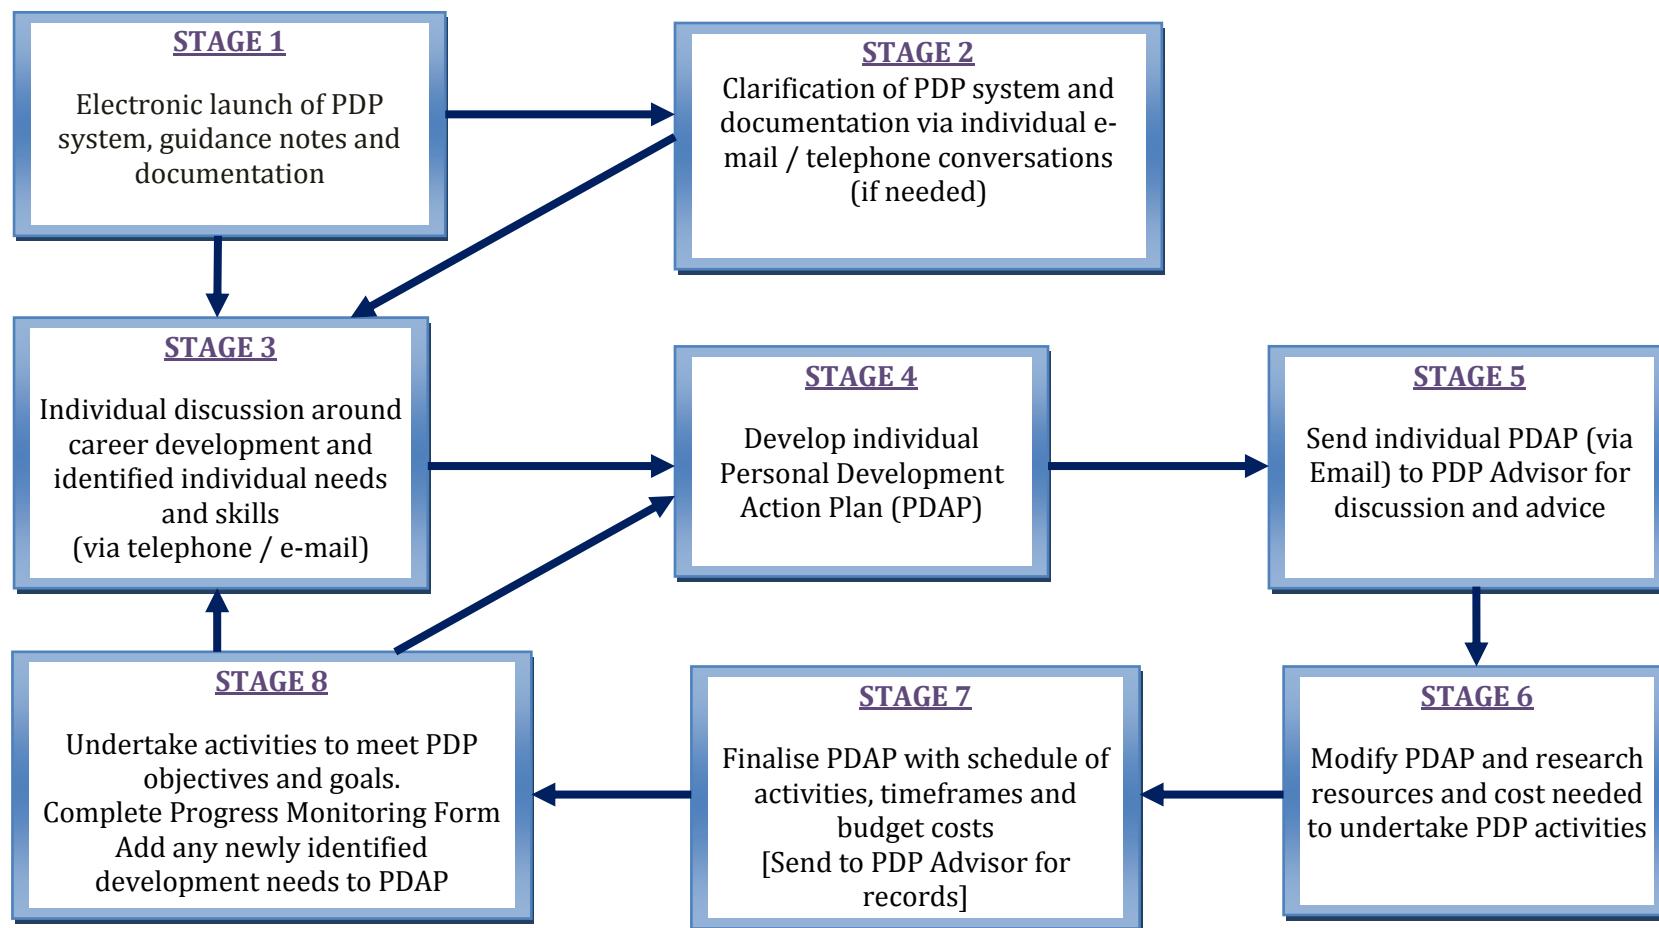 STAGE 1
Electronic launch of PDP
system, guidance notes and
documentation
STAGE 2
Clarification of PDP system and
documentation via individual e-
mail / telephone conversations
(if needed)
STAGE 3
Individual discussion around
career development and
identified individual needs
and skills
(via telephone / e-mail)
STAGE 4
Develop individual
Personal Development
Action Plan (PDAP)
STAGE 5
Send individual PDAP (via
Email) to PDP Advisor for
discussion and advice
STAGE 6
Modify PDAP and research
resources and cost needed
to undertake PDP activities
STAGE 7
Finalise PDAP with schedule of
activities, timeframes and
budget costs
[Send to PDP Advisor for
records]
STAGE 8
Undertake activities to meet PDP
objectives and goals.
Complete Progress Monitoring Form
Add any newly identified
development needs to PDAP